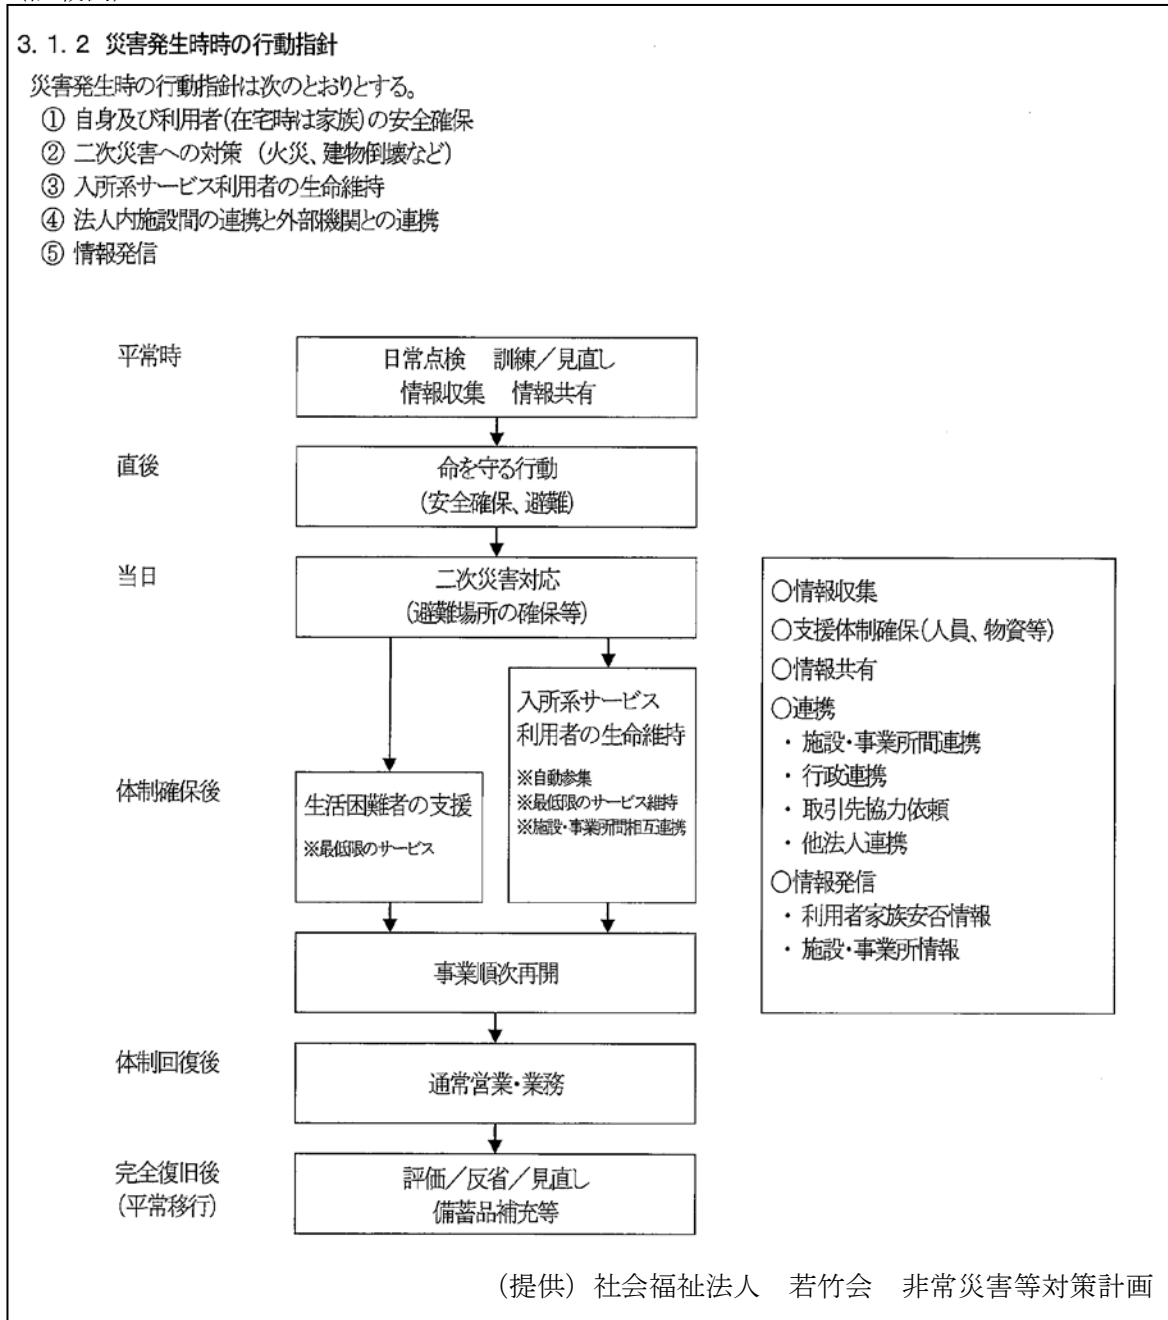 3.1.2 災害発生時時の行動指針
災害発生時の行動指針は次のとおりとする。
① 自身及び利用者(在宅時は家族)の安全確保
② 二次災害への対策 (火災、建物倒壊など)
③ 入所系サービス利用者の生命維持
④ 法人内施設間の連携と外部機関との連携
⑤ 情報発信
平常時
日常点検 訓練/見直し
情報収集 情報共有
直後
命を守る行動
(安全確保、避難)
当日
二次災害対応
(避難場所の確保等)
体制確保後
生活困難者の支援
※最低限のサービス
入所系サービス
利用者の生命維持
※自動参集
※最低限のサービス維持
※施設・事業所間相互連携
事業順次再開
体制回復後
通常営業・業務
完全復旧後
(平常移行)
評価/反省/見直し
備蓄品補充等
○情報収集
○支援体制確保(人員、物資等)
○情報共有
○連携
・ 施設・事業所間連携
・ 行政連携
・ 取引先協力依頼
・ 他法人連携
○情報発信
・ 利用者家族安否情報
・ 施設・事業所情報
(提供)社会福祉法人 若竹会 非常災害等対策計画